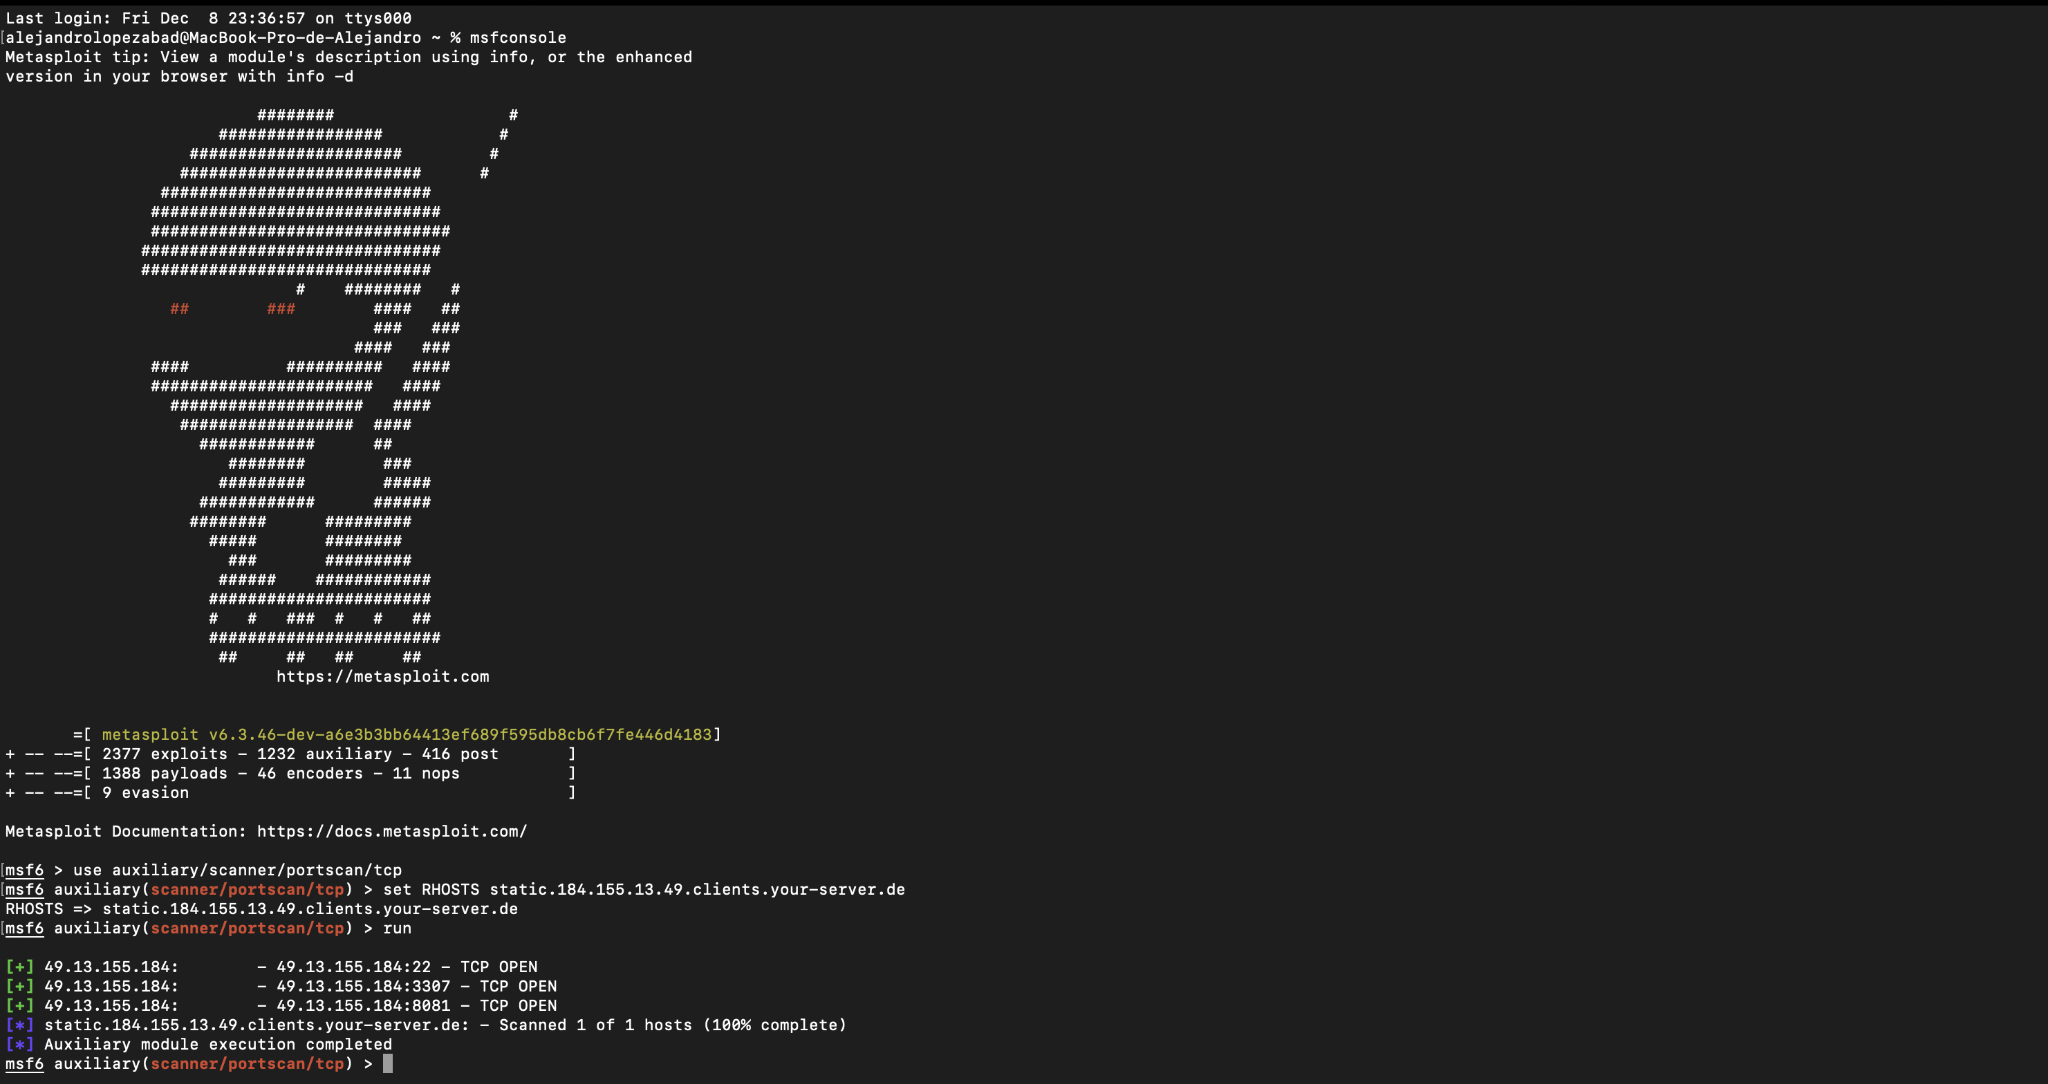 Last login: Fri Dec  8 23:36:57 on ttys000
[alejandrolopezabad@MacBook-Pro-de-Alejandro ~ % msfconsole
Metasploit tip: View a module's description using info, or the enhanced
version in your browser with info -d
https://metasploit.com
=[ metasploit v6.3.46-dev-a6e3b3bb64413ef689f595db8cb6f7fe446d4183]
+ -- --=[ 2377 exploits - 1232 auxiliary - 416 post        ]
+ -- --=[ 1388 payloads - 46 encoders - 11 nops            ]
+ -- --=[ 9 evasion                                        ]
Metasploit Documentation: https://docs.metasploit.com/
[msf6 > use auxiliary/scanner/portscan/tcp
[msf6 auxiliary(scanner/portscan/tcp) > set RHOSTS static.184.155.13.49.clients.your-server.de
RHOSTS => static.184.155.13.49.clients.your-server.de
[msf6 auxiliary(scanner/portscan/tcp) > run
[+] 49.13.155.184:        - 49.13.155.184:22 - TCP OPEN
[+] 49.13.155.184:        - 49.13.155.184:3307 - TCP OPEN
[+] 49.13.155.184:        - 49.13.155.184:8081 - TCP OPEN
[*] static.184.155.13.49.clients.your-server.de: - Scanned 1 of 1 hosts (100% complete)
[*] Auxiliary module execution completed
msf6 auxiliary(scanner/portscan/tcp) >